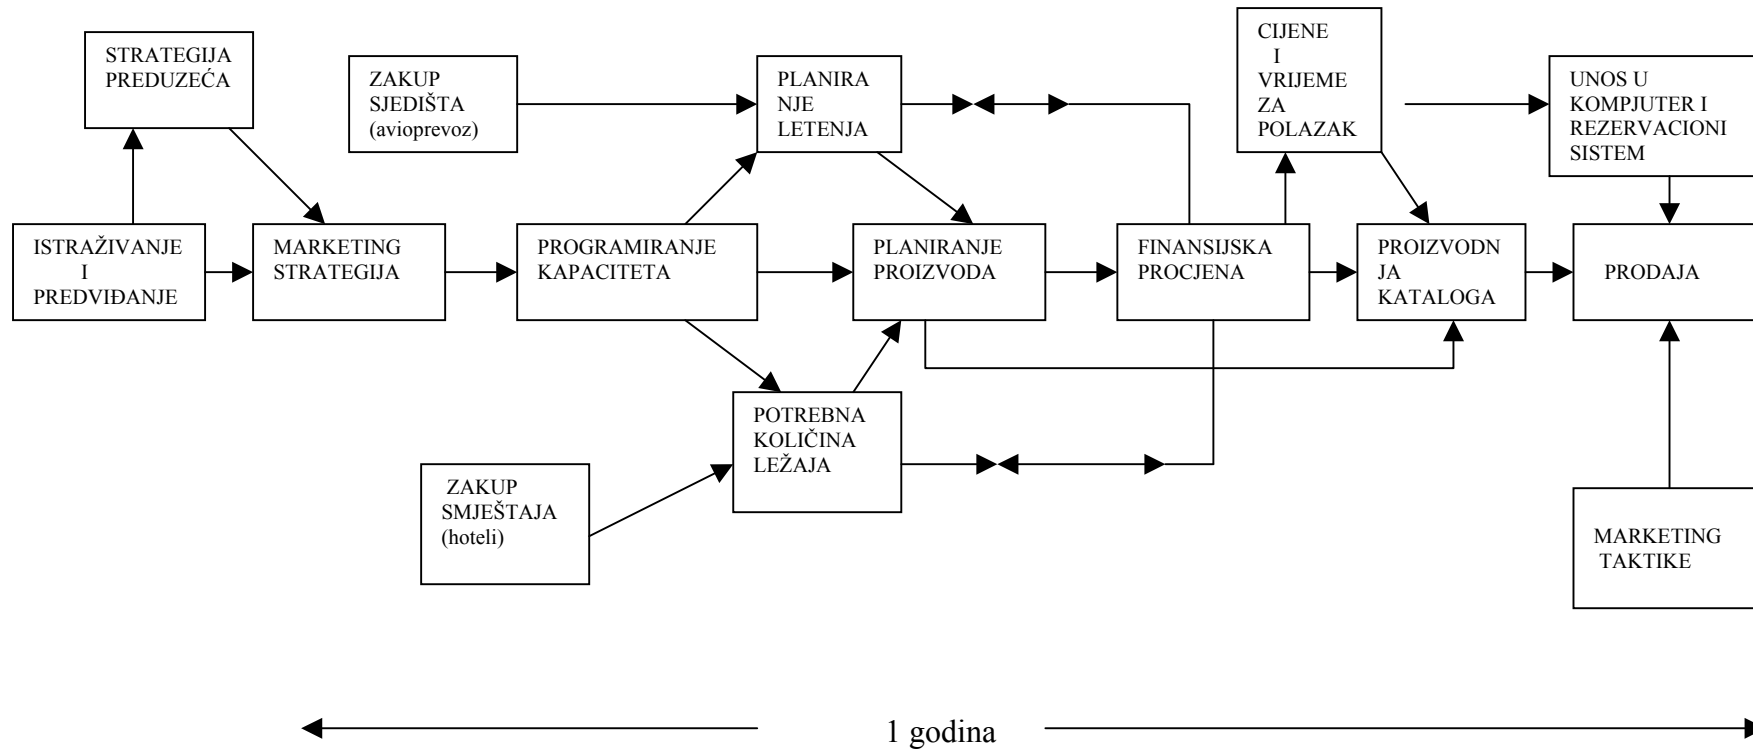 STRATEGIJA
PREDUZEĆA
ZAKUP
SJEDIŠTA
(avioprevoz)
PLANIRA
NJE
LETENJA
CIJENE
I
VRIJEME
ZA
POLAZAK
UNOS U
KOMPJUTER I
REZERVACIONI
SISTEM
ISTRAŽIVANJE
I
PREDVIĐANJE
MARKETING
STRATEGIJA
PROGRAMIRANJE
KAPACITETA
PLANIRANJE
PROIZVODA
FINANSIJSKA
PROCJENA
PROIZVODN
JA
KATALOGA
PRODAJA
POTREBNA
KOLIČINA
LEŽAJA
ZAKUP
SMJEŠTAJA
(hoteli)
MARKETING
TAKTIKE
1 godina